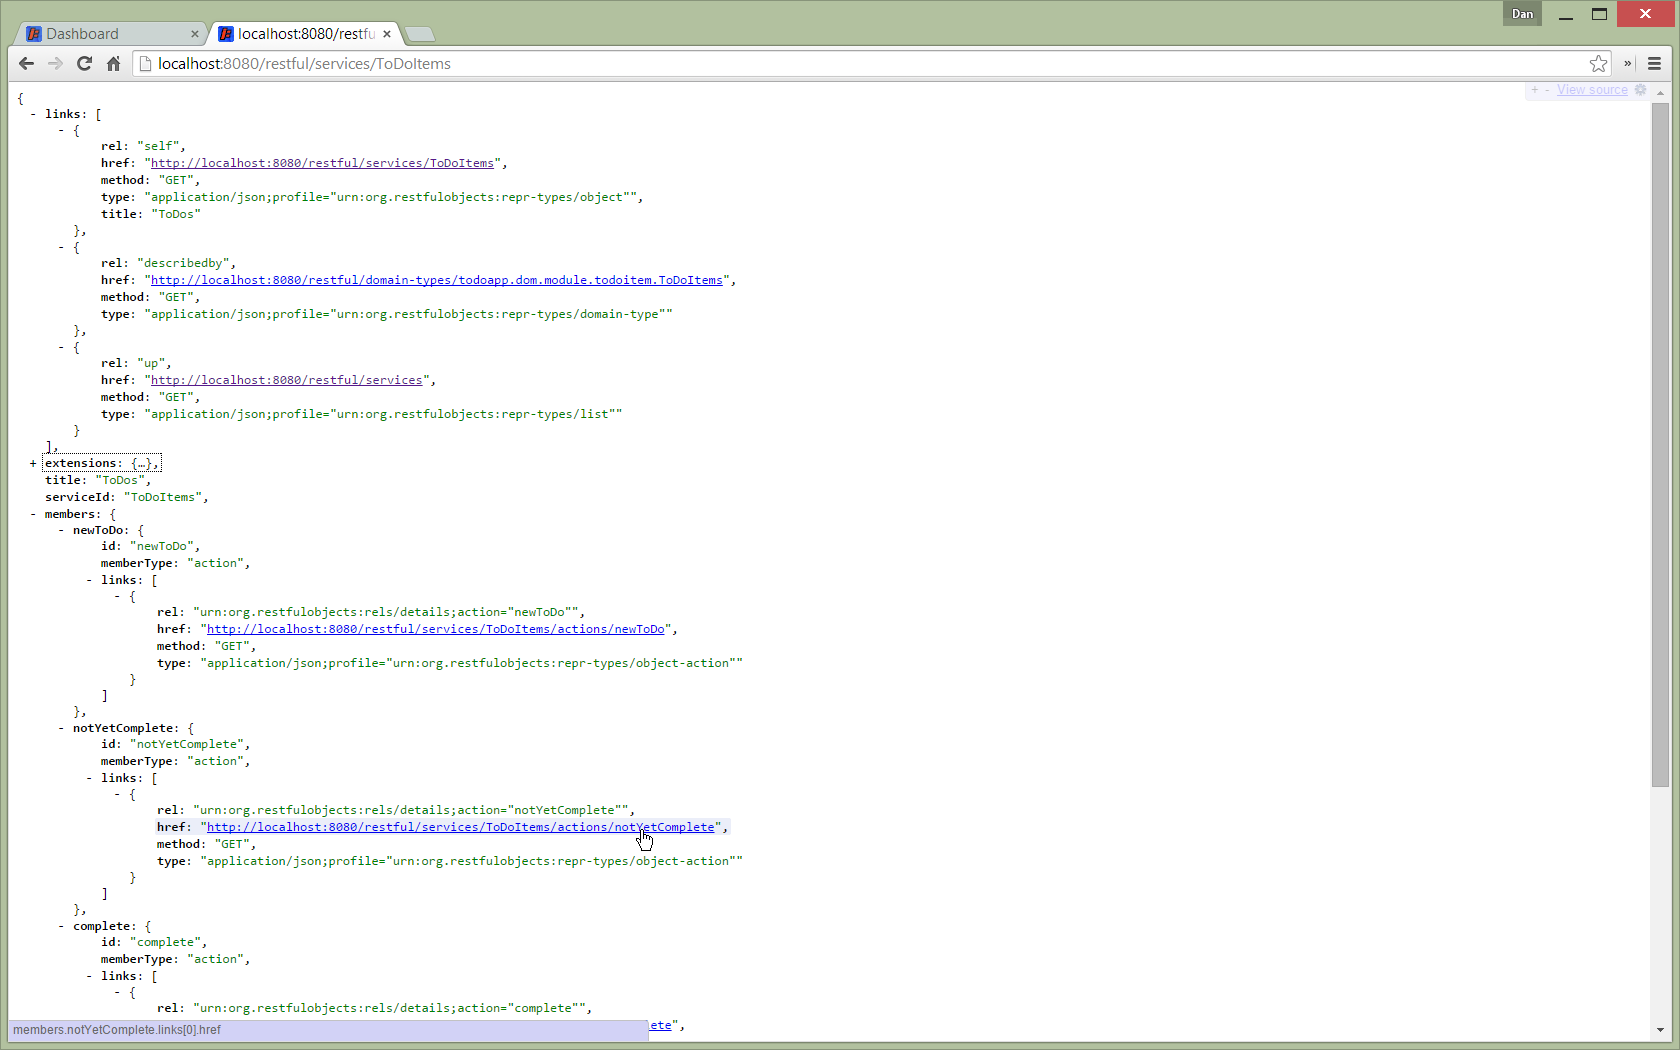 Dan
Dashboard
localhost:8080/restfu
localhost:8080/restful/services/ToDoItems
+ - View source
{
- links: [
- {
rel: "self",
href: "http://localhost:8080/restful/services/ToDoItems",
method: "GET",
type: "application/json;profile="urn:org.restfulobjects:repr-types/object"",
title: "ToDos"
},
- {
rel: "describedby",
href: "http://localhost:8080/restful/domain-types/todoapp.dom.module.todoitem.ToDoItems",
method: "GET",
type: "application/json;profile="urn:org.restfulobjects:repr-types/domain-type""
},
- {
rel: "up",
href: "http://localhost:8080/restful/services",
method: "GET",
type: "application/json;profile="urn:org.restfulobjects:repr-types/list""
}
],
+ extensions: {…},
title: "ToDos",
serviceId: "ToDoItems",
- members: {
- newToDo: {
id: "newToDo",
memberType: "action",
- links: [
- {
rel: "urn:org.restfulobjects:rels/details;action="newToDo"",
href: "http://localhost:8080/restful/services/ToDoItems/actions/newToDo",
method: "GET",
type: "application/json;profile="urn:org.restfulobjects:repr-types/object-action""
}
]
},
- notYetComplete: {
id: "notYetComplete",
memberType: "action",
- links: [
- {
rel: "urn:org.restfulobjects:rels/details;action="notYetComplete"",
href: "http://localhost:8080/restful/services/ToDoItems/actions/notYetComplete",
method: "GET",
type: "application/json;profile="urn:org.restfulobjects:repr-types/object-action""
}
]
},
- complete: {
id: "complete",
memberType: "action",
- links: [
- {
rel: "urn:org.restfulobjects:rels/details;action="complete"",
ete",
members.notYetComplete.links[0].href